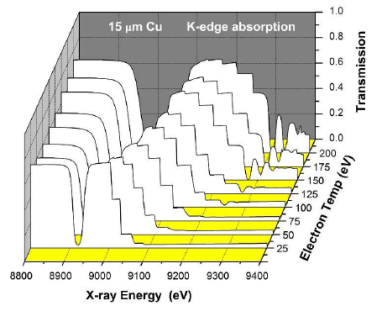 15 μm Cu K-edge absorption
1.0
0.8
0.6
0.4
0.2
0.0
Transmission
200
175
150
125
100
75
50
25
Electron Temp (eV)
8800 8900 9000 9100 9200 9300 9400
X-ray Energy (eV)